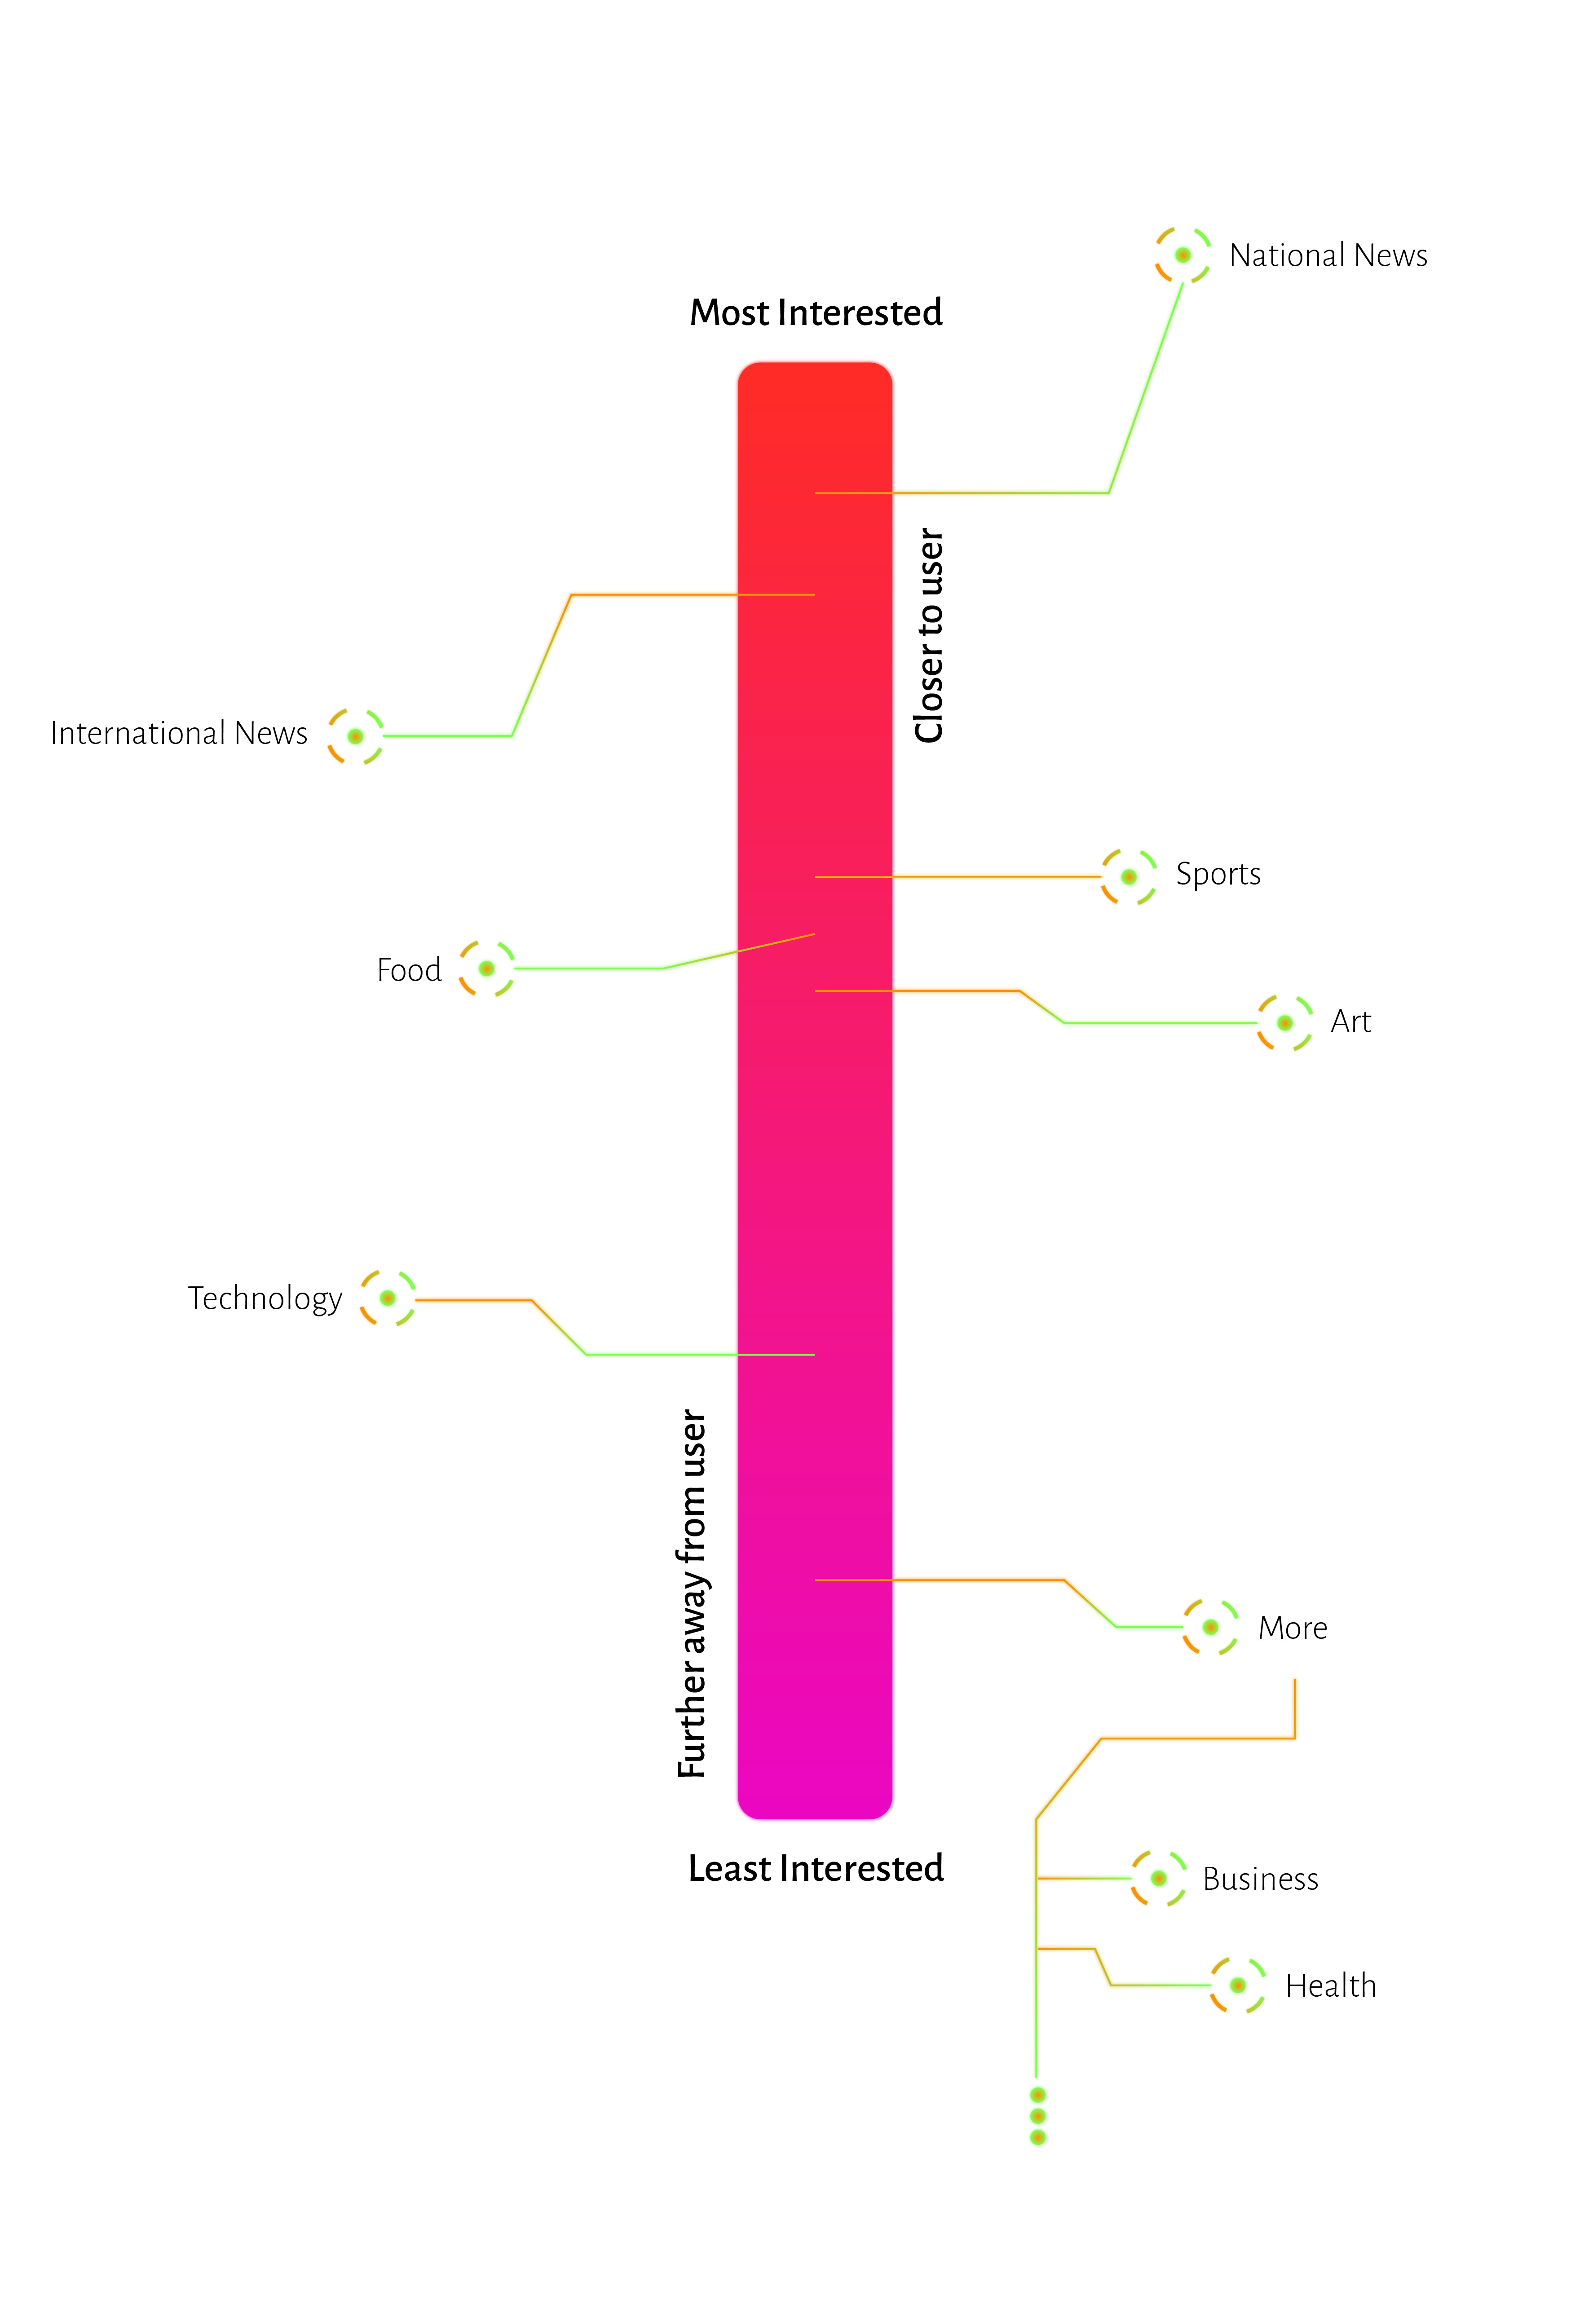 National News
Most Interested
Closer to user
International News
Sports
Food
Art
Technology
Further away from user
More
Least Interested
Business
Health